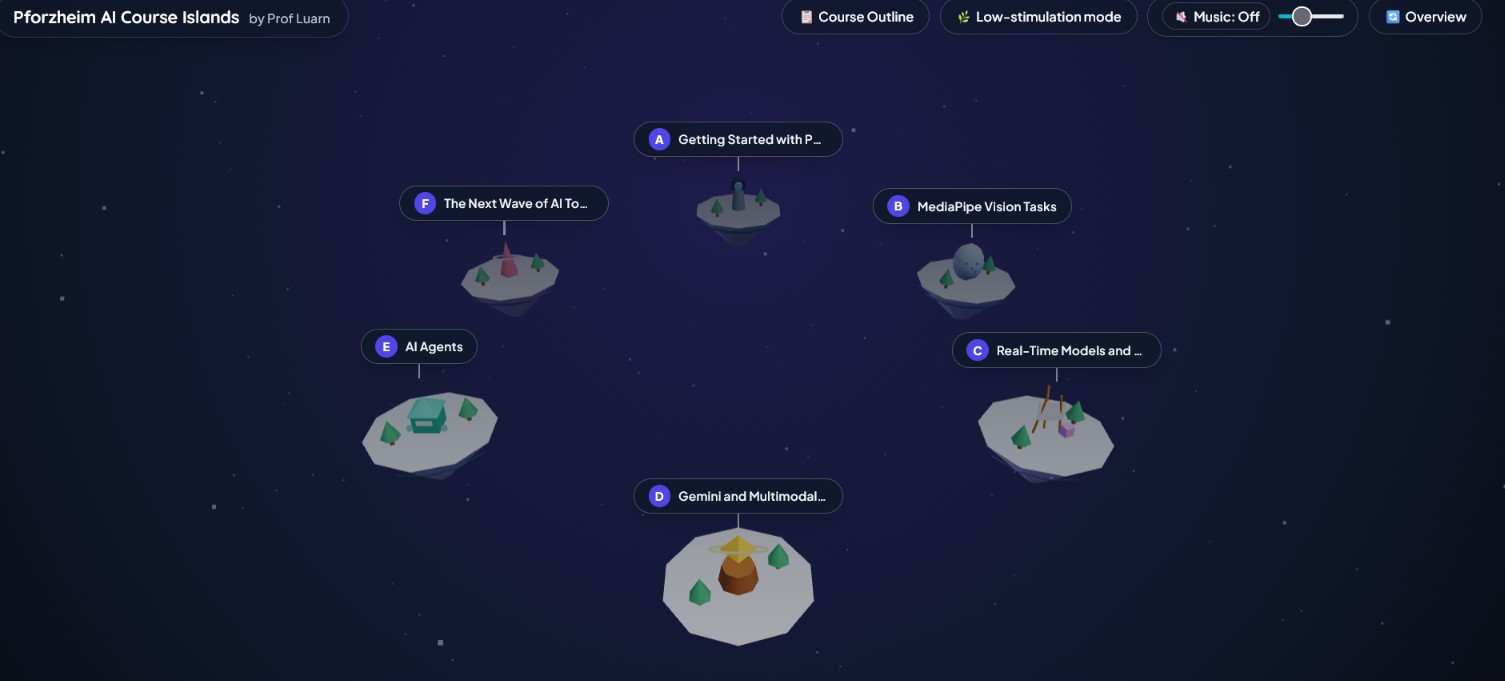 Pforzheim AI Course Islands by Prof Luarn
📋 Course Outline
🌿 Low-stimulation mode
🔇 Music: Off
🔄 Overview
A Getting Started with P…
F The Next Wave of AI To…
B MediaPipe Vision Tasks
E AI Agents
C Real-Time Models and …
D Gemini and Multimodal…